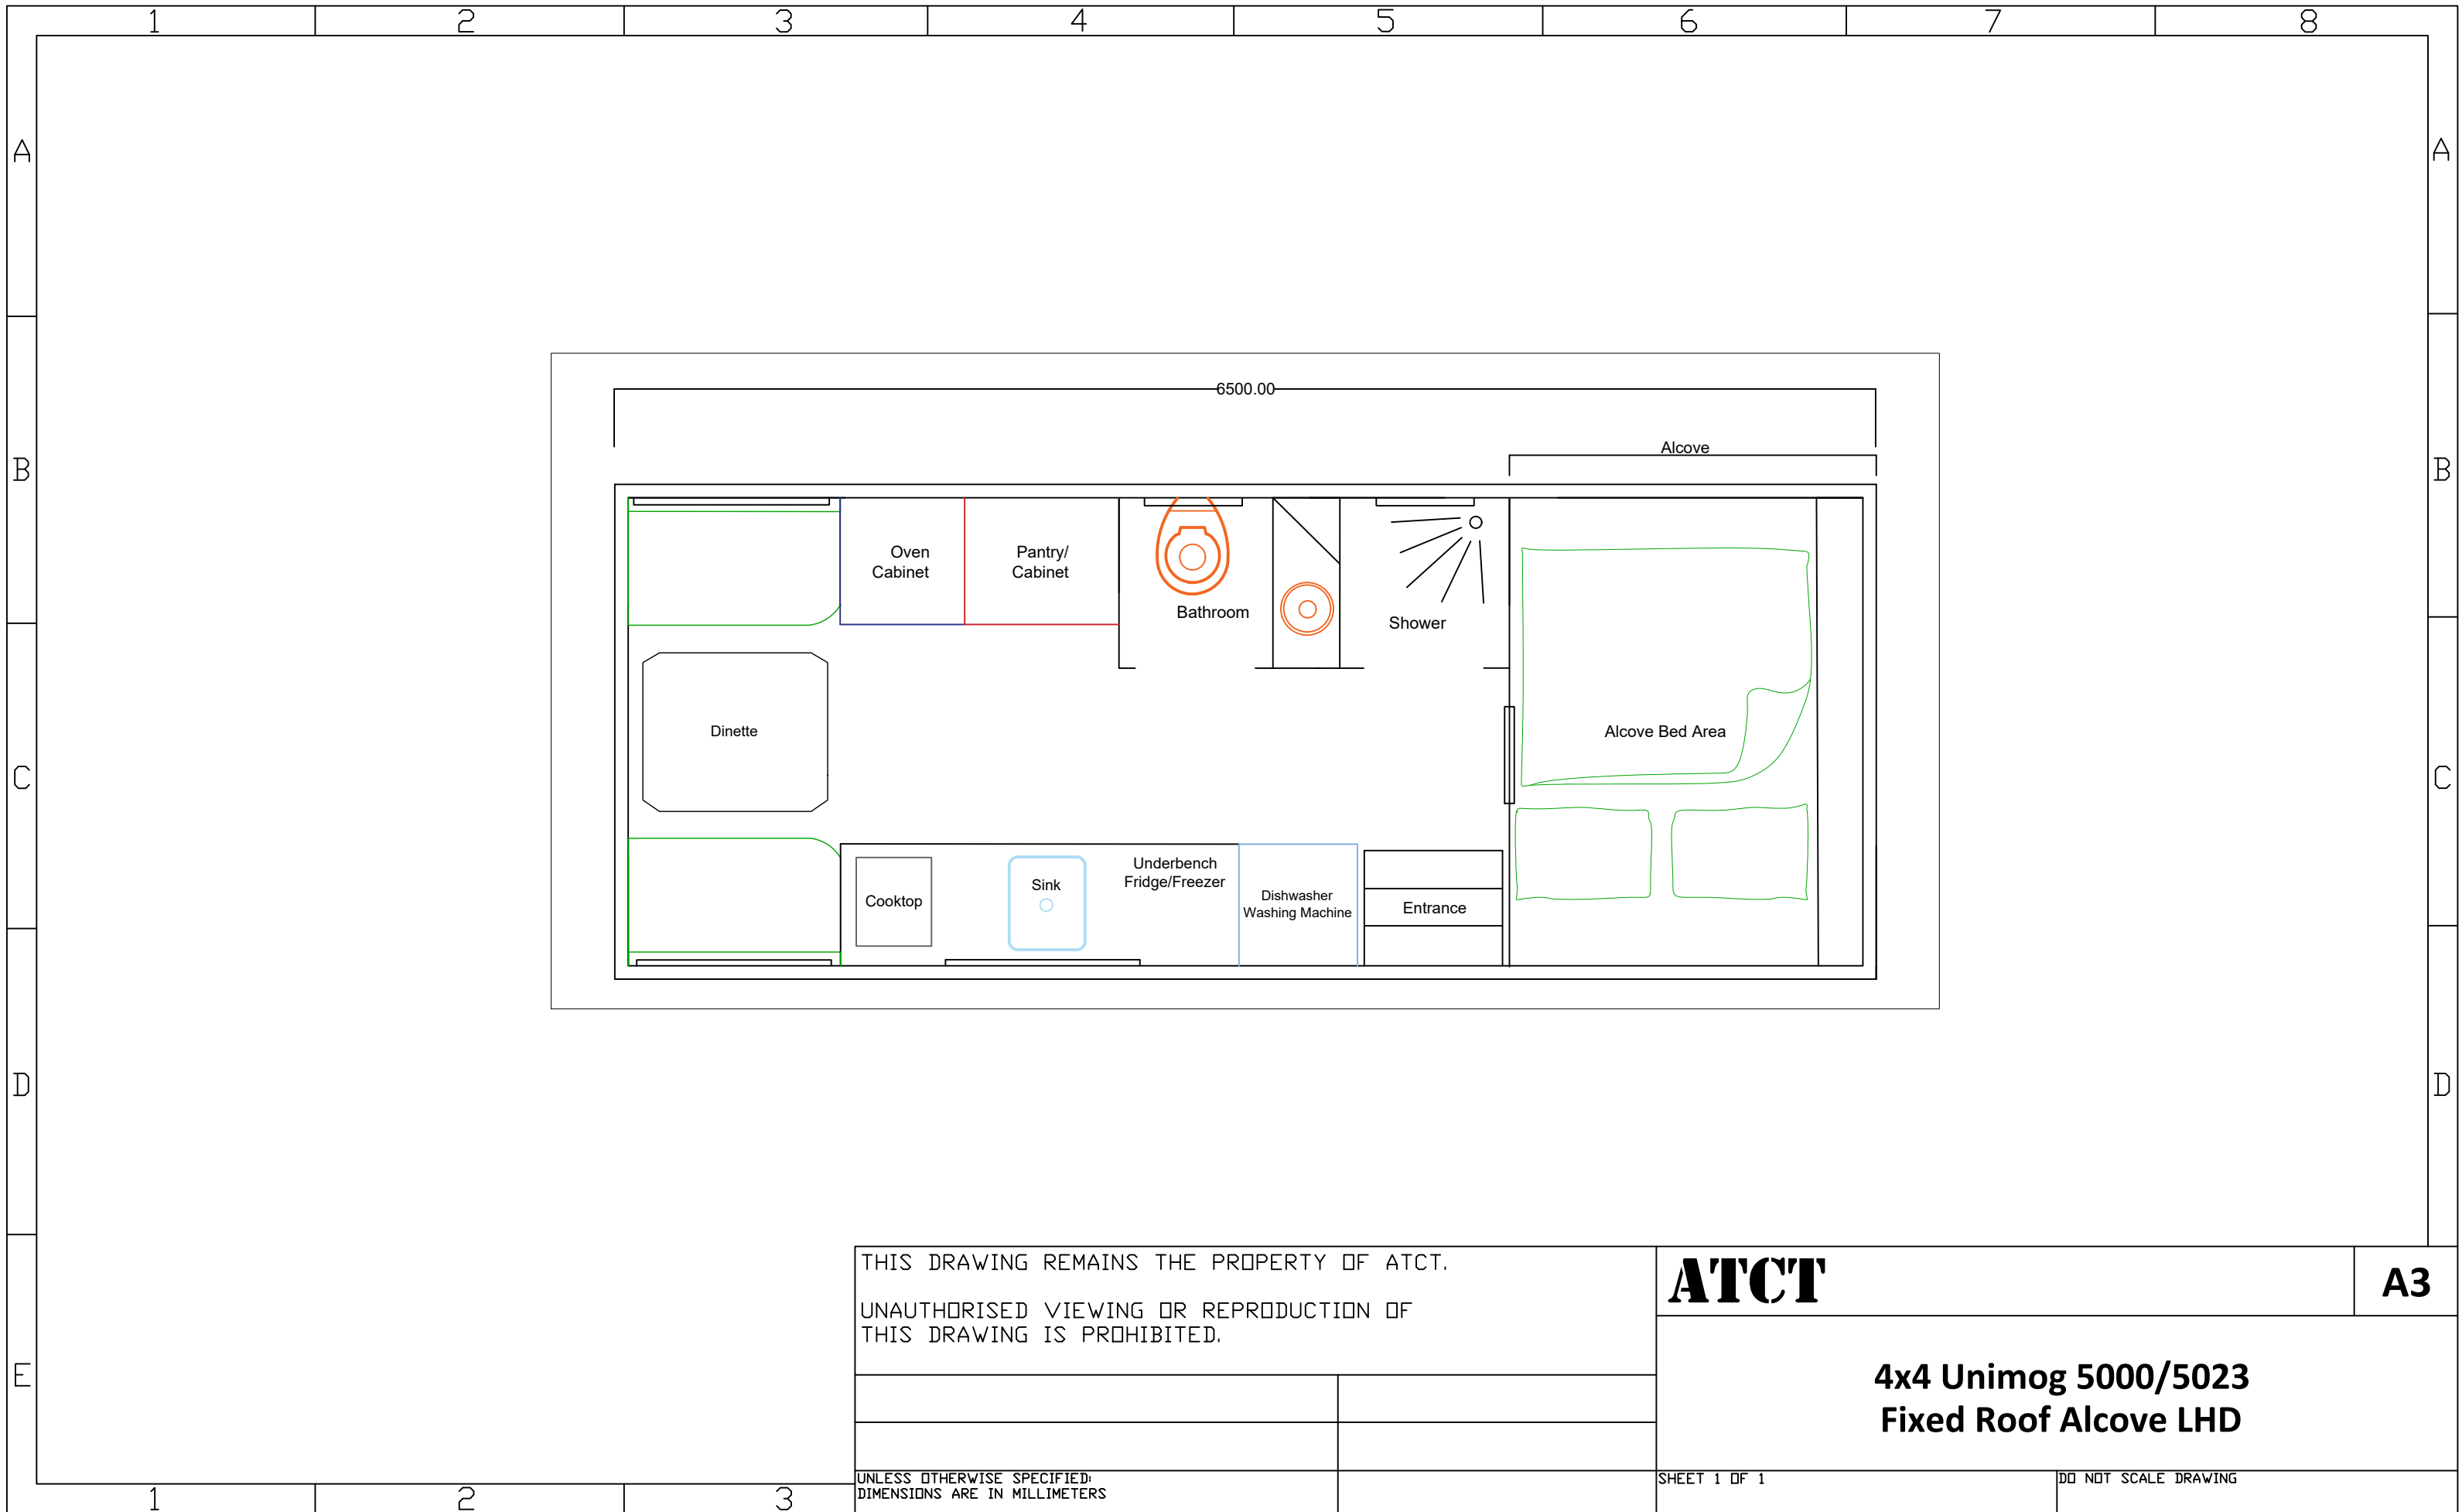 1 2 3 4 5 6 7 8
A A
6500.00
Alcove
B B
Oven
Cabinet
Pantry/
Cabinet
Bathroom
Shower
Dinette
Alcove Bed Area
C C
Cooktop
Sink
Underbench
Fridge/Freezer
Dishwasher
Washing Machine
Entrance
D D
THIS DRAWING REMAINS THE PROPERTY OF ATCT.
UNAUTHORISED VIEWING OR REPRODUCTION OF
THIS DRAWING IS PROHIBITED.
ATCT
A3
E
4x4 Unimog 5000/5023
Fixed Roof Alcove LHD
UNLESS OTHERWISE SPECIFIED:
DIMENSIONS ARE IN MILLIMETERS
SHEET 1 OF 1
DO NOT SCALE DRAWING
1 2 3